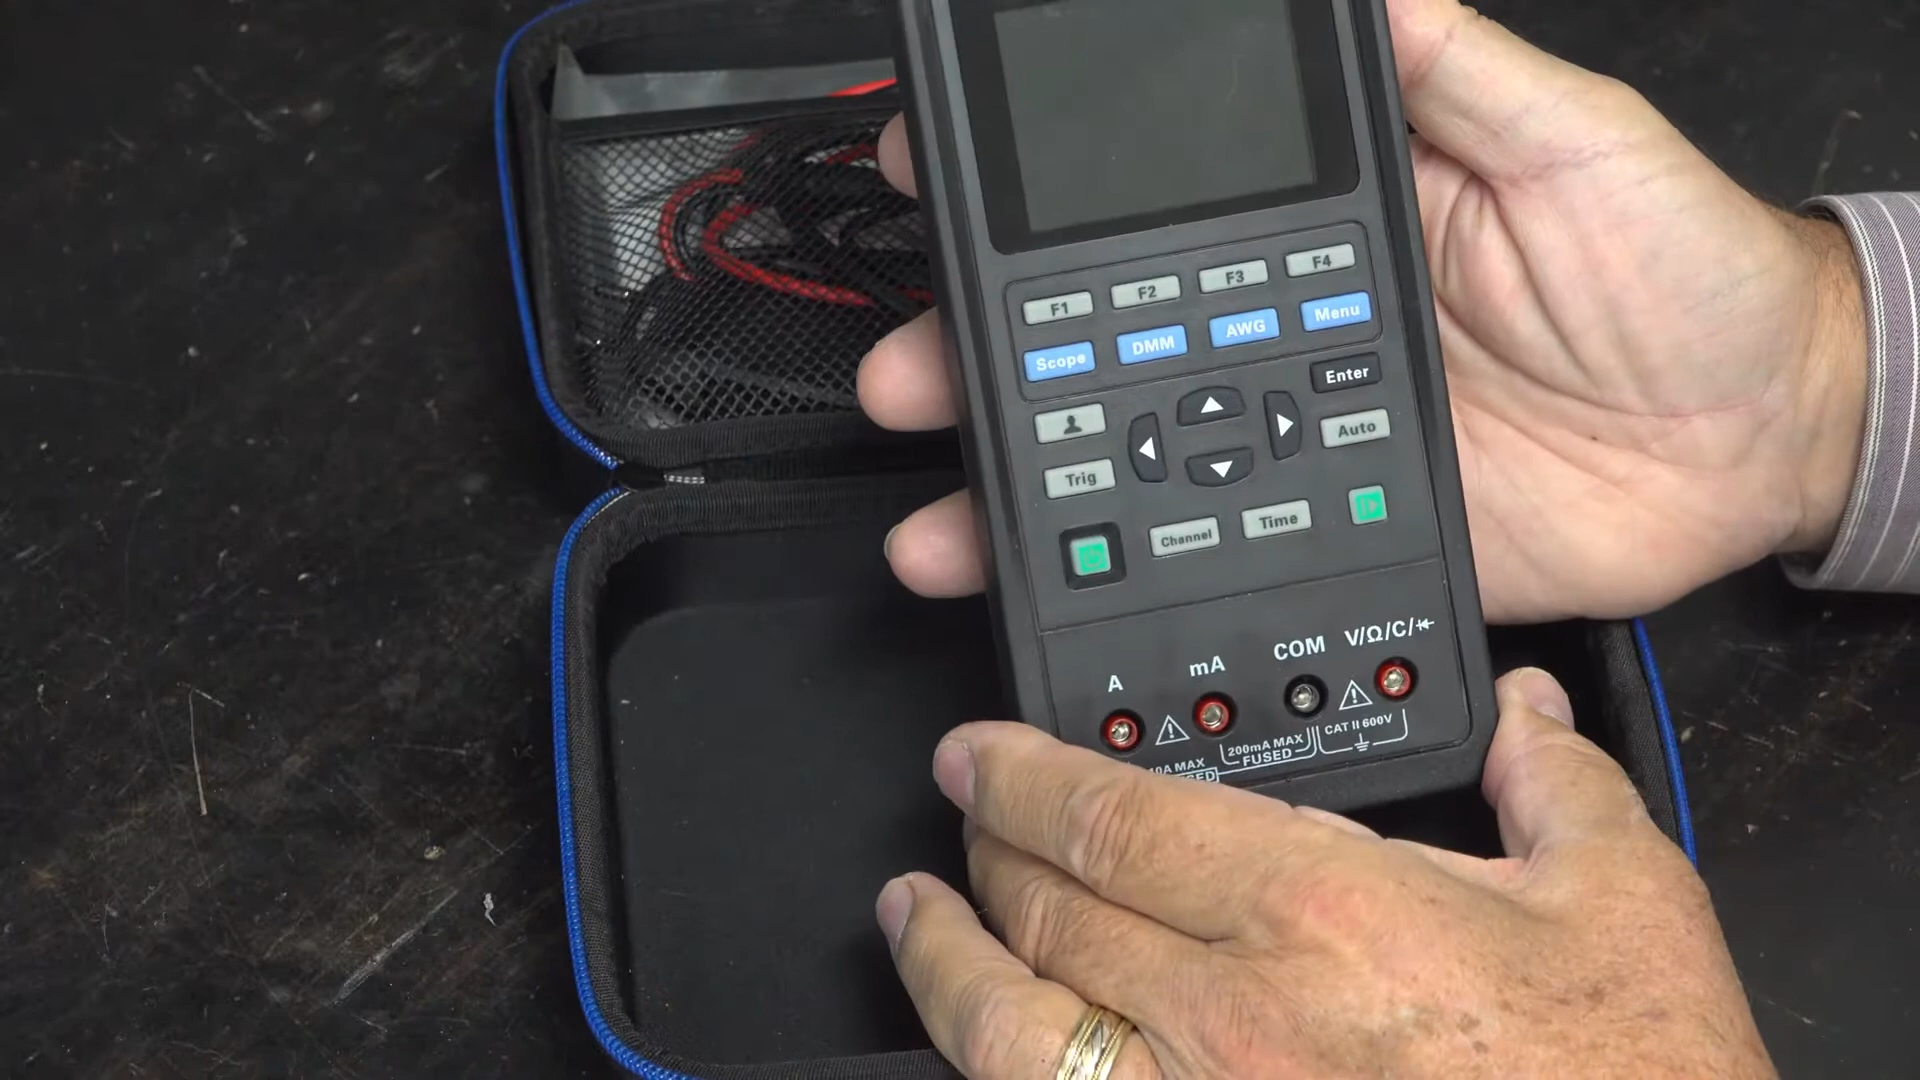 F1 F2 F3 F4
Scope DMM AWG Menu
Enter
Auto
Trig
Channel Time
A mA COM V/Ω/C/
200mA MAX
FUSED
CAT II 600V
MAX